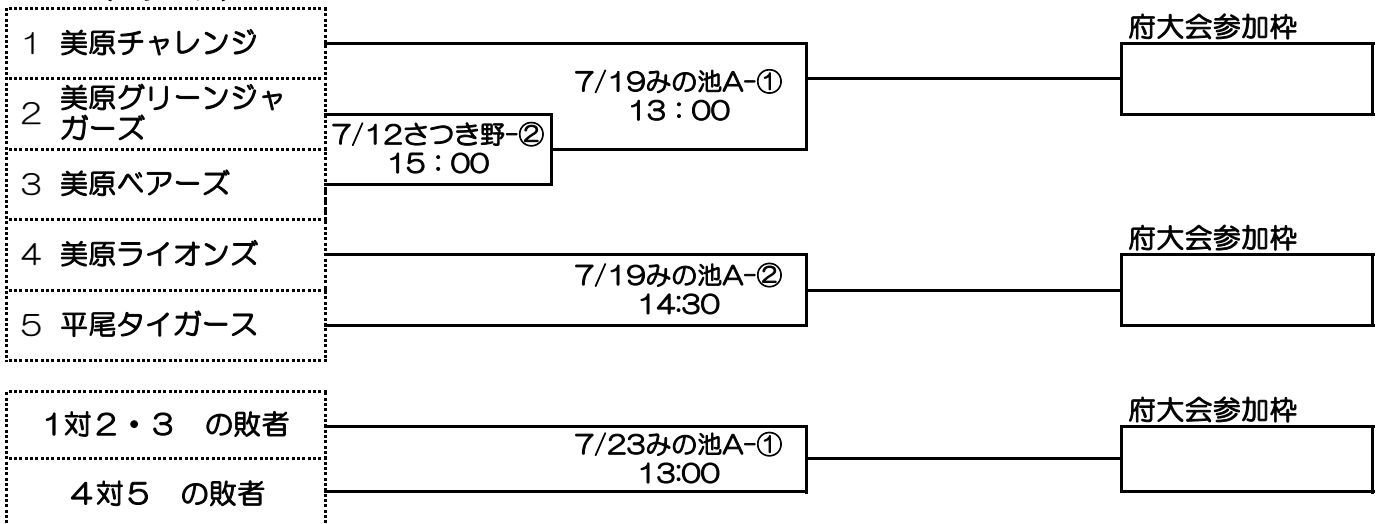 府大会参加枠
1 美原チャレンジ
7/19みの池A-①
13:00
2 美原グリーンジャ
ガーズ
7/12さつき野-②
15:00
3 美原ベアーズ
府大会参加枠
4 美原ライオンズ
7/19みの池A-②
14:30
5 平尾タイガース
府大会参加枠
1対2・3 の敗者
7/23みの池A-①
13:00
4対5 の敗者